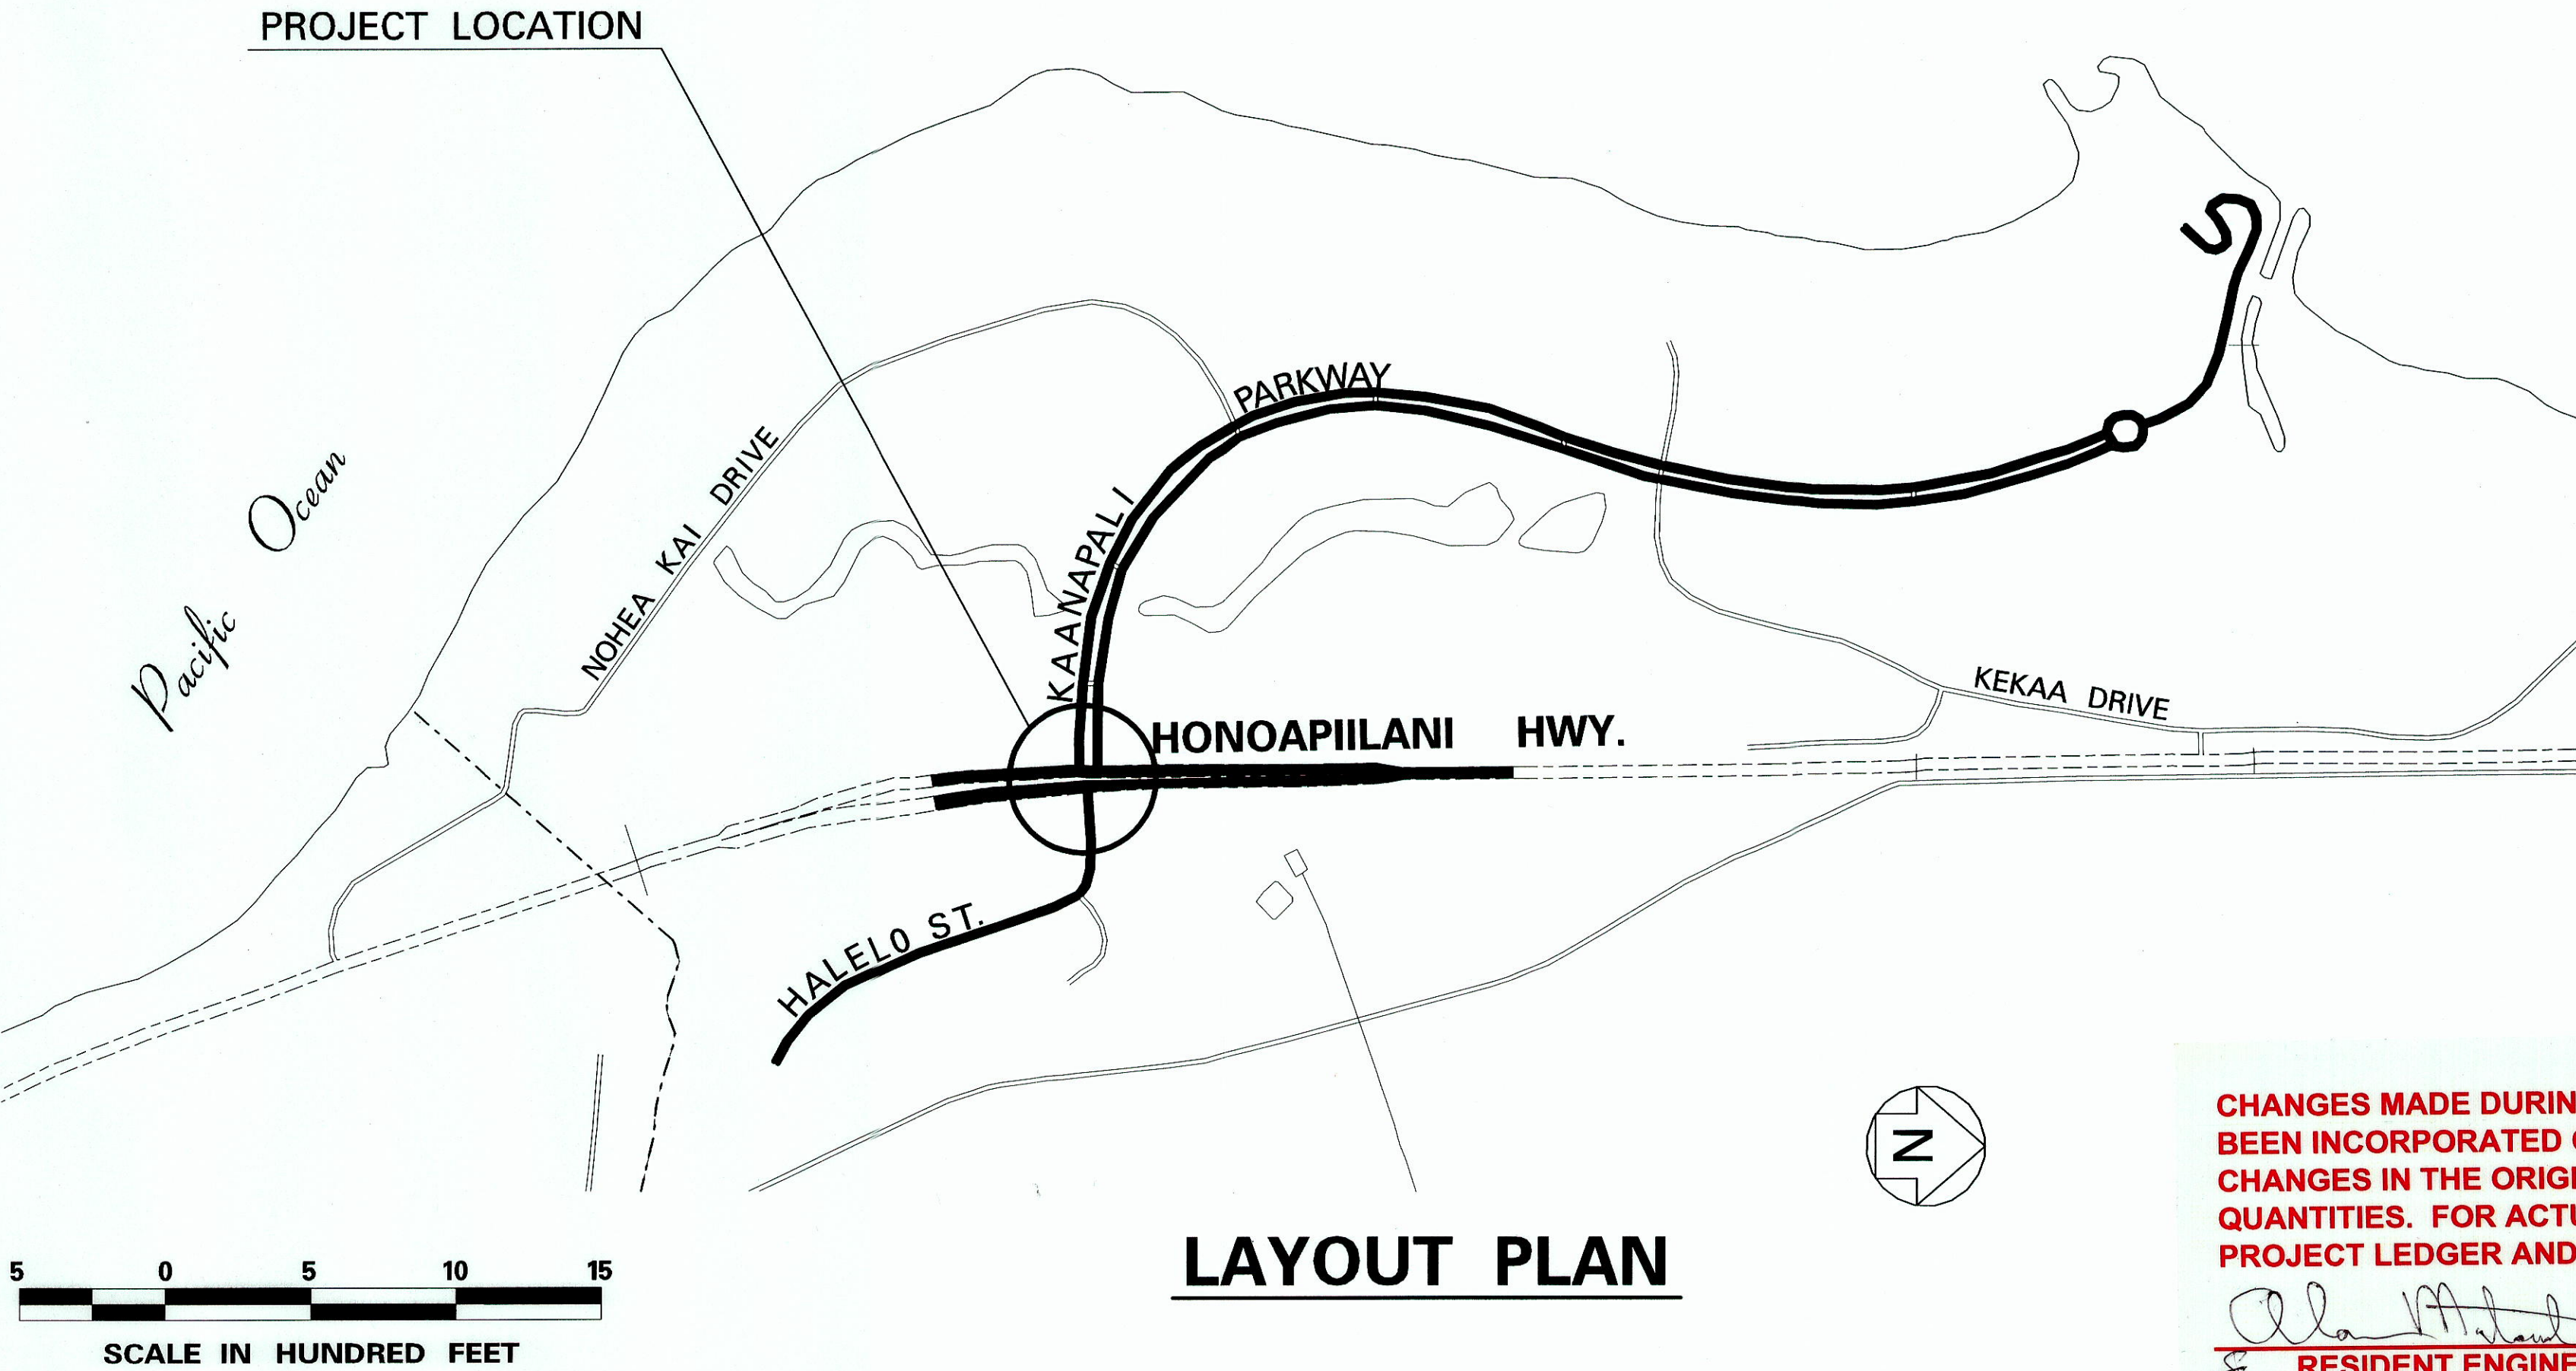 PROJECT LOCATION
PARKWAY
KAANAPALI
NOHEA KAI DRIVE
Pacific Ocean
KEKAA DRIVE
HONOAPIILANI HWY.
HALELO ST.
N
LAYOUT PLAN
5 0 5 10 15
SCALE IN HUNDRED FEET
CHANGES MADE DURIN
BEEN INCORPORATED
CHANGES IN THE ORIGI
QUANTITIES. FOR ACTU
PROJECT LEDGER AND
RESIDENT ENGINE